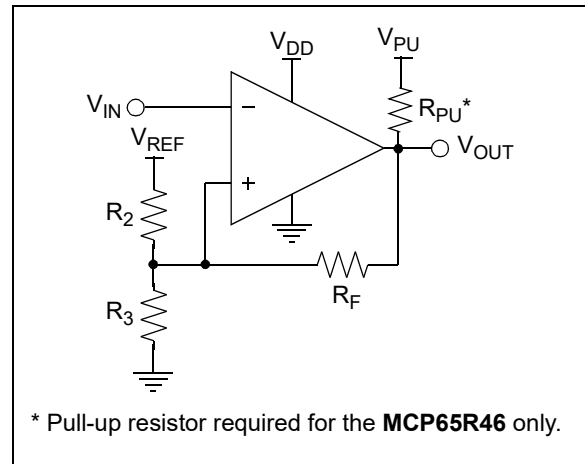 V_DD
V_PU
V_IN
−
R_PU*
V_REF
V_OUT
+
R_2
R_F
R_3
* Pull-up resistor required for the MCP65R46 only.